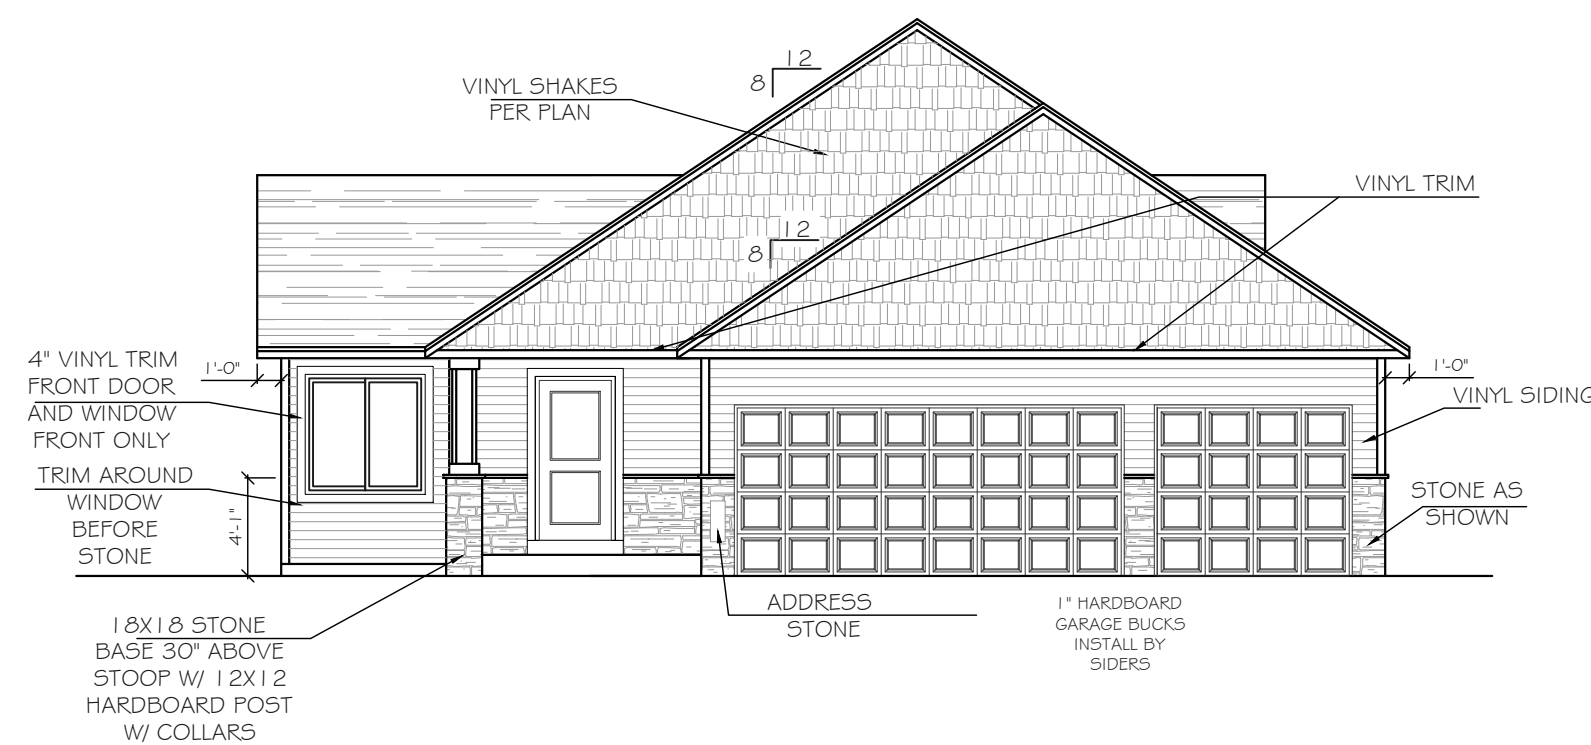 12
8
VINYL SHAKES
PER PLAN
VINYL TRIM
12
8
4" VINYL TRIM
FRONT DOOR
AND WINDOW
FRONT ONLY
1'-0"
1'-0"
VINYL SIDING
TRIM AROUND
WINDOW
BEFORE
STONE
4'-1"
STONE AS
SHOWN
18X18 STONE
BASE 30" ABOVE
STOOP W/ 12X12
HARDBOARD POST
W/ COLLARS
ADDRESS
STONE
1" HARDBOARD
GARAGE BUCKS
INSTALL BY
SIDERS